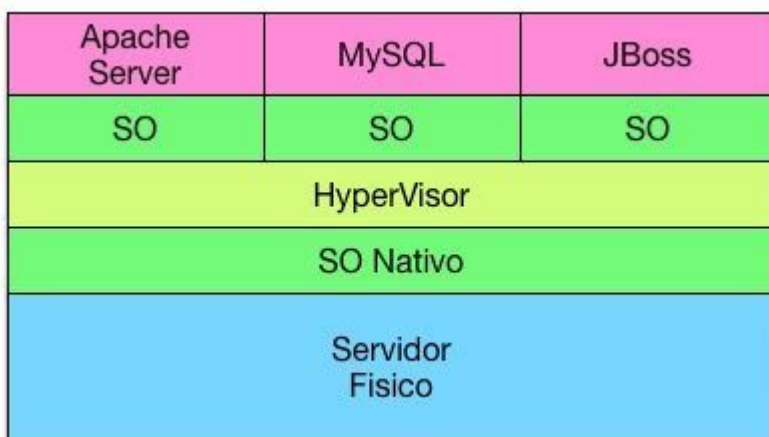 Apache
Server
MySQL
JBoss
SO
SO
SO
HyperVisor
SO Nativo
Servidor
Fisico